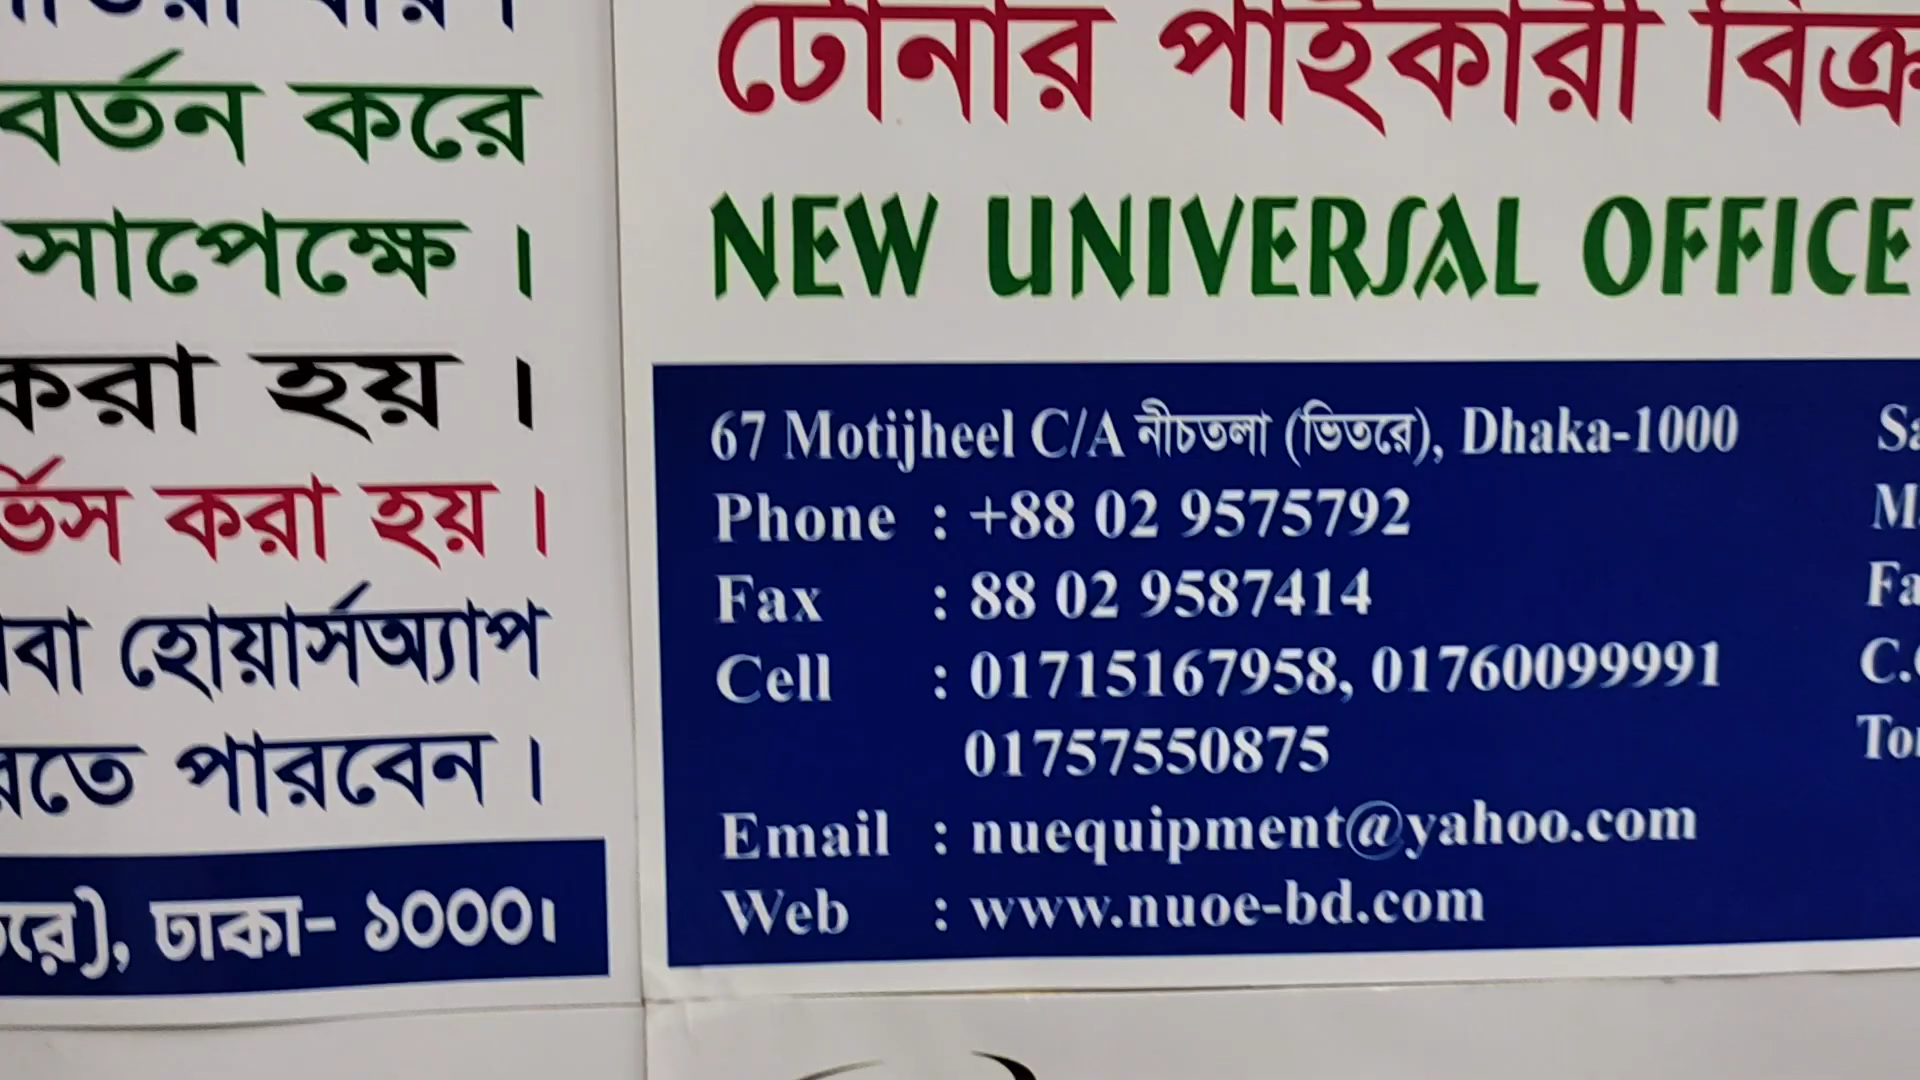 বর্তন করে
সাপেক্ষে ।
করা হয় ।
র্ভিস করা হয় ।
হোয়ার্সঅ্যাপ
পারবেন ।
ঢাকা- ১০০০।
টোনার পাইকারী
NEW UNIVERSAL OFFICE
67 Motijheel C/A নীচতলা (ভিতরে), Dhaka-1000
Phone : +88 02 9575792
Fax : 88 02 9587414
Cell : 01715167958, 01760099991
01757550875
Email : nuequipment@yahoo.com
Web : www.nuoe-bd.com